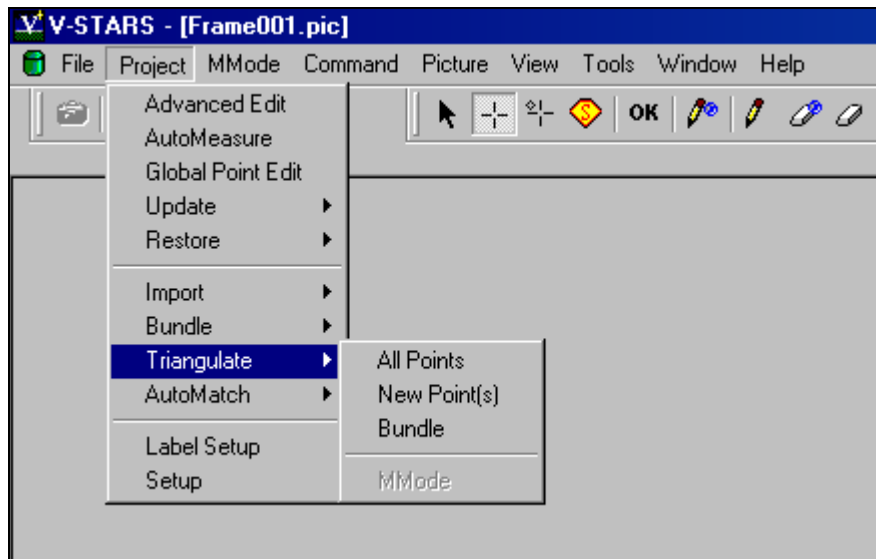 V-STARS - [Frame001.pic]
File Project MMode Command Picture View Tools Window Help
OK
Advanced Edit
AutoMeasure
Global Point Edit
Update
Restore
Import
Bundle
Triangulate
AutoMatch
Label Setup
Setup
All Points
New Point(s)
Bundle
MMode